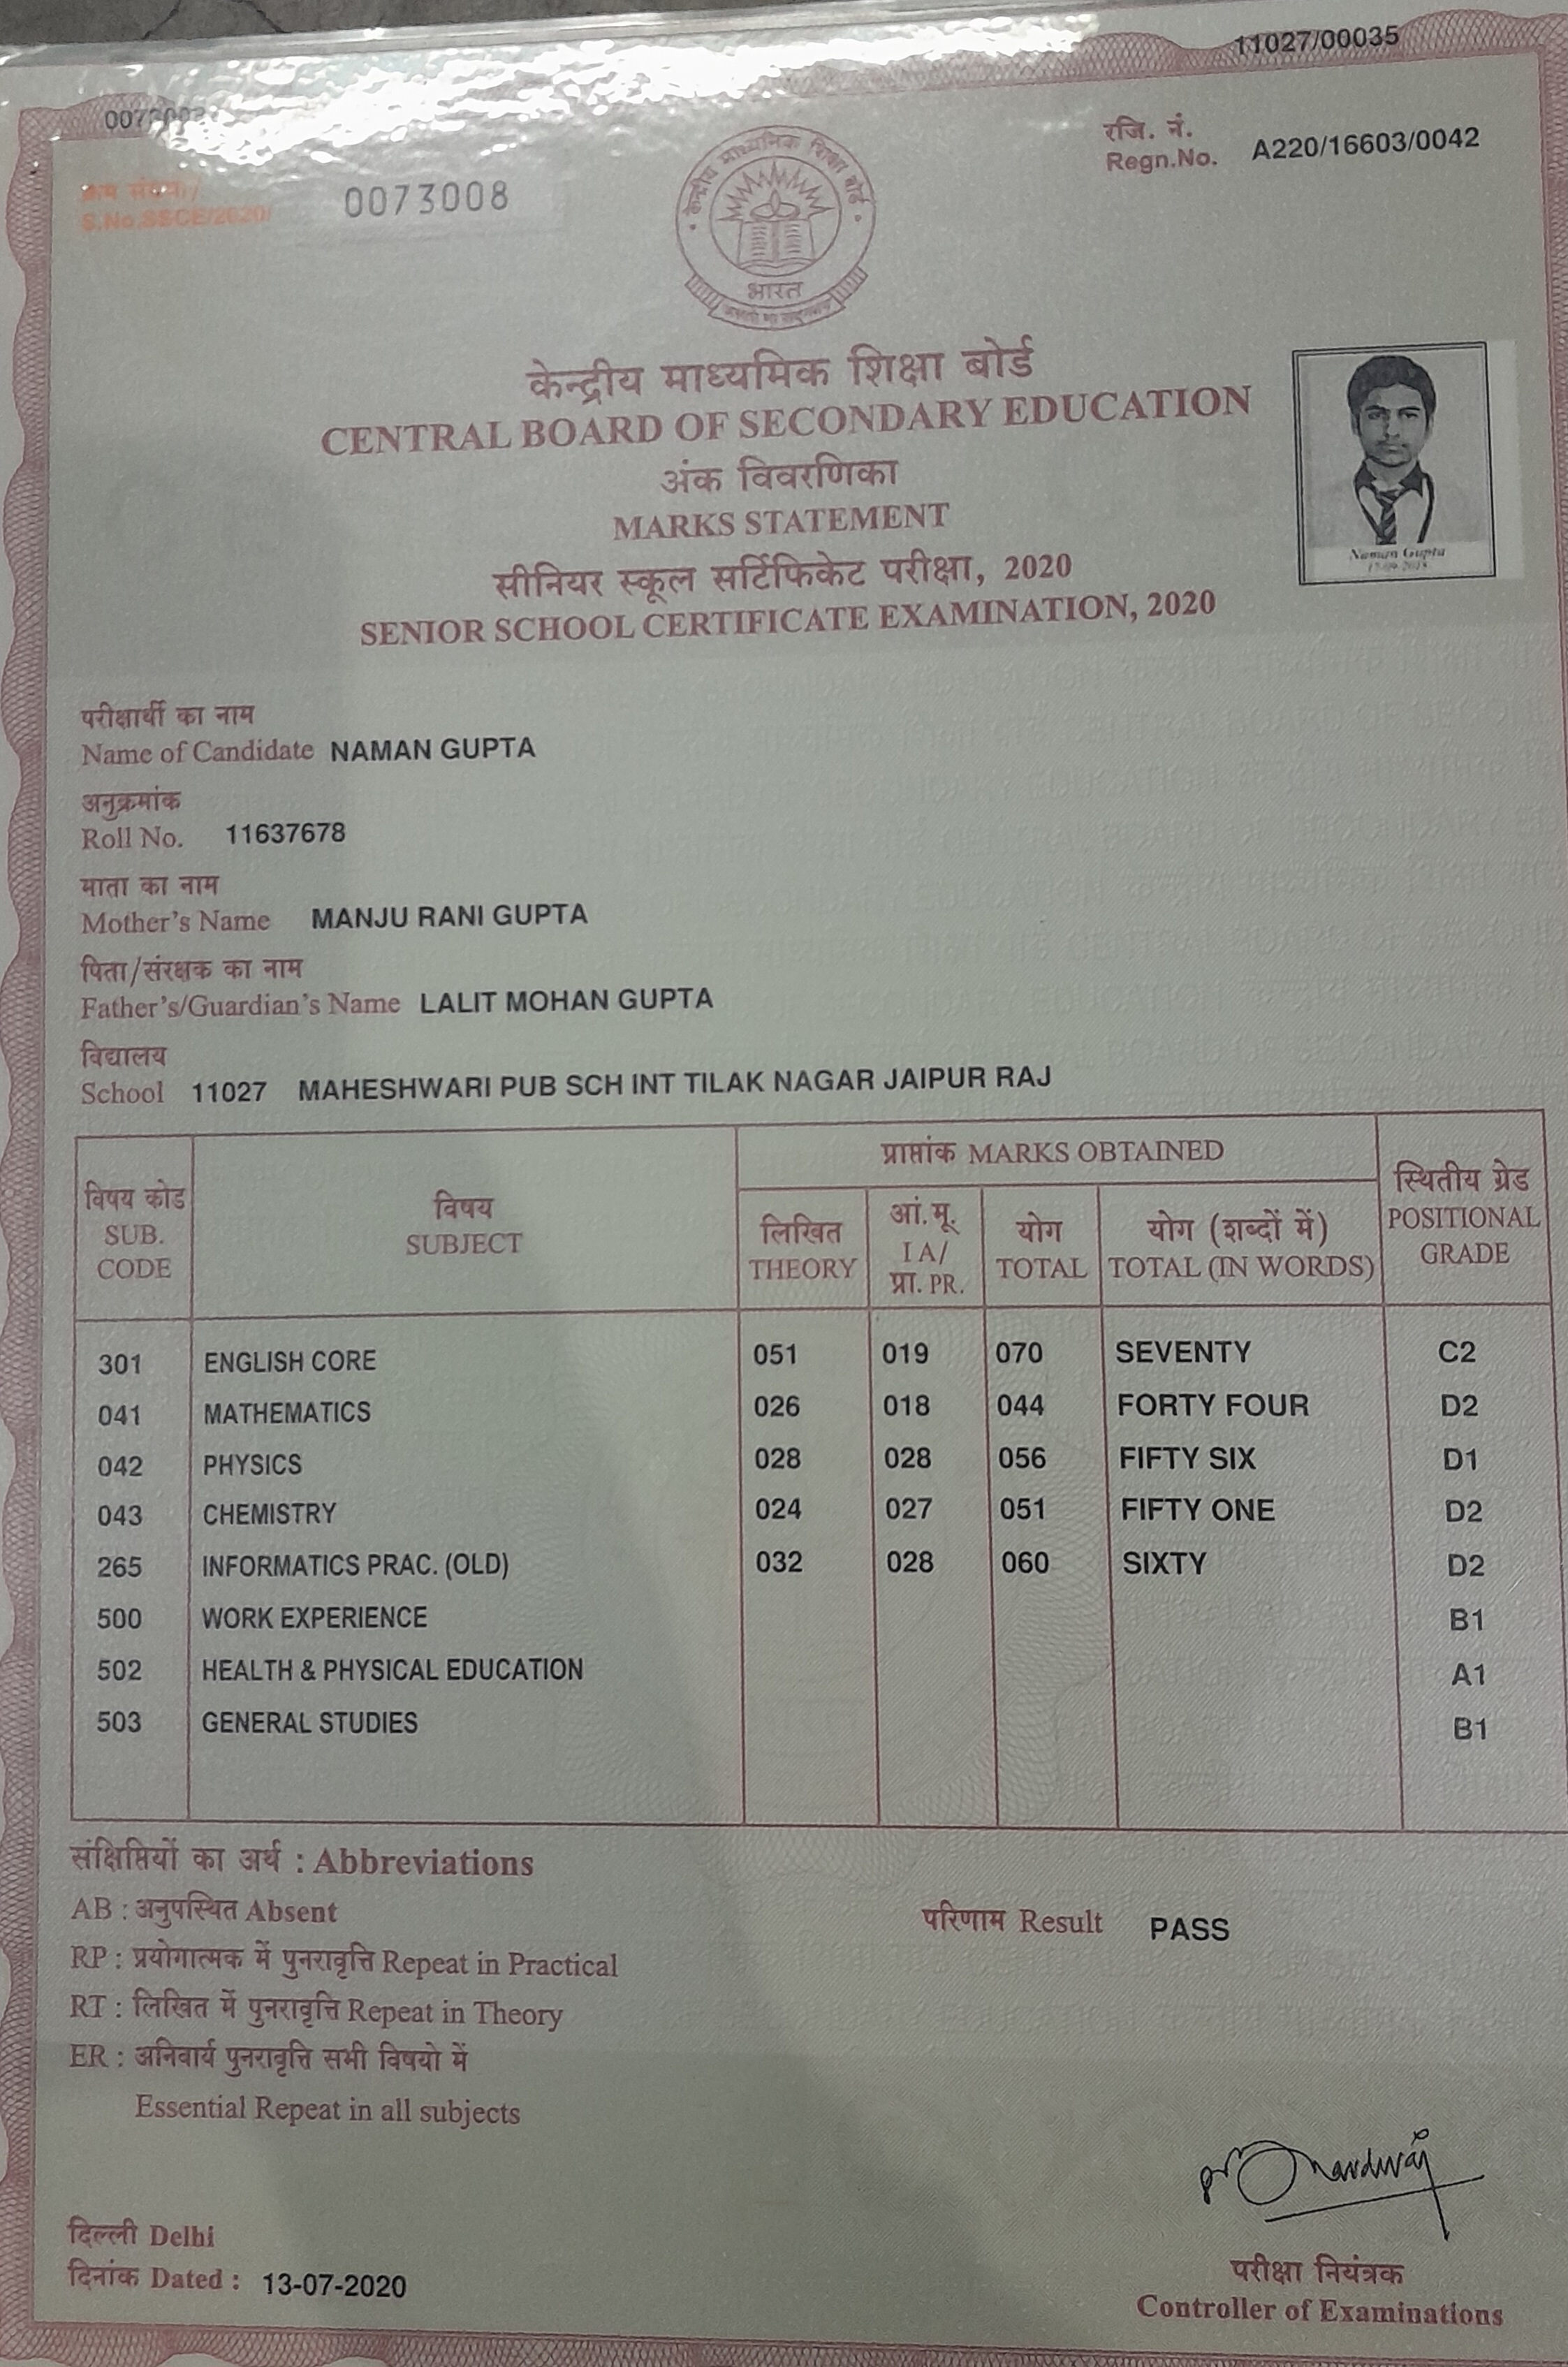 11027/00035
रजि. नं.
Regn.No. A220/16603/0042
क्रम संख्या/
S.No.SSCE/2020/ 0073008
केन्द्रीय माध्यमिक शिक्षा बोर्ड
भारत
केन्द्रीय माध्यमिक शिक्षा बोर्ड
CENTRAL BOARD OF SECONDARY EDUCATION
अंक विवरणिका
MARKS STATEMENT
सीनियर स्कूल सर्टिफिकेट परीक्षा, 2020
SENIOR SCHOOL CERTIFICATE EXAMINATION, 2020
Naman Gupta
परीक्षार्थी का नाम
Name of Candidate NAMAN GUPTA
अनुक्रमांक
Roll No. 11637678
माता का नाम
Mother's Name MANJU RANI GUPTA
पिता/संरक्षक का नाम
Father's/Guardian's Name LALIT MOHAN GUPTA
विद्यालय
School 11027 MAHESHWARI PUB SCH INT TILAK NAGAR JAIPUR RAJ
विषय कोड SUB. CODE
विषय SUBJECT
प्राप्तांक MARKS OBTAINED
लिखित THEORY
आं.मू. I A/ प्रा. PR.
योग TOTAL
योग (शब्दों में) TOTAL (IN WORDS)
स्थितीय ग्रेड POSITIONAL GRADE
301 ENGLISH CORE 051 019 070 SEVENTY C2
041 MATHEMATICS 026 018 044 FORTY FOUR D2
042 PHYSICS 028 028 056 FIFTY SIX D1
043 CHEMISTRY 024 027 051 FIFTY ONE D2
265 INFORMATICS PRAC. (OLD) 032 028 060 SIXTY D2
500 WORK EXPERIENCE B1
502 HEALTH & PHYSICAL EDUCATION A1
503 GENERAL STUDIES B1
संक्षिप्तियों का अर्थ : Abbreviations
AB : अनुपस्थित Absent
परिणाम Result PASS
RP : प्रयोगात्मक में पुनरावृत्ति Repeat in Practical
RT : लिखित में पुनरावृत्ति Repeat in Theory
ER : अनिवार्य पुनरावृत्ति सभी विषयो में
Essential Repeat in all subjects
दिल्ली Delhi
दिनांक Dated : 13-07-2020
परीक्षा नियंत्रक
Controller of Examinations